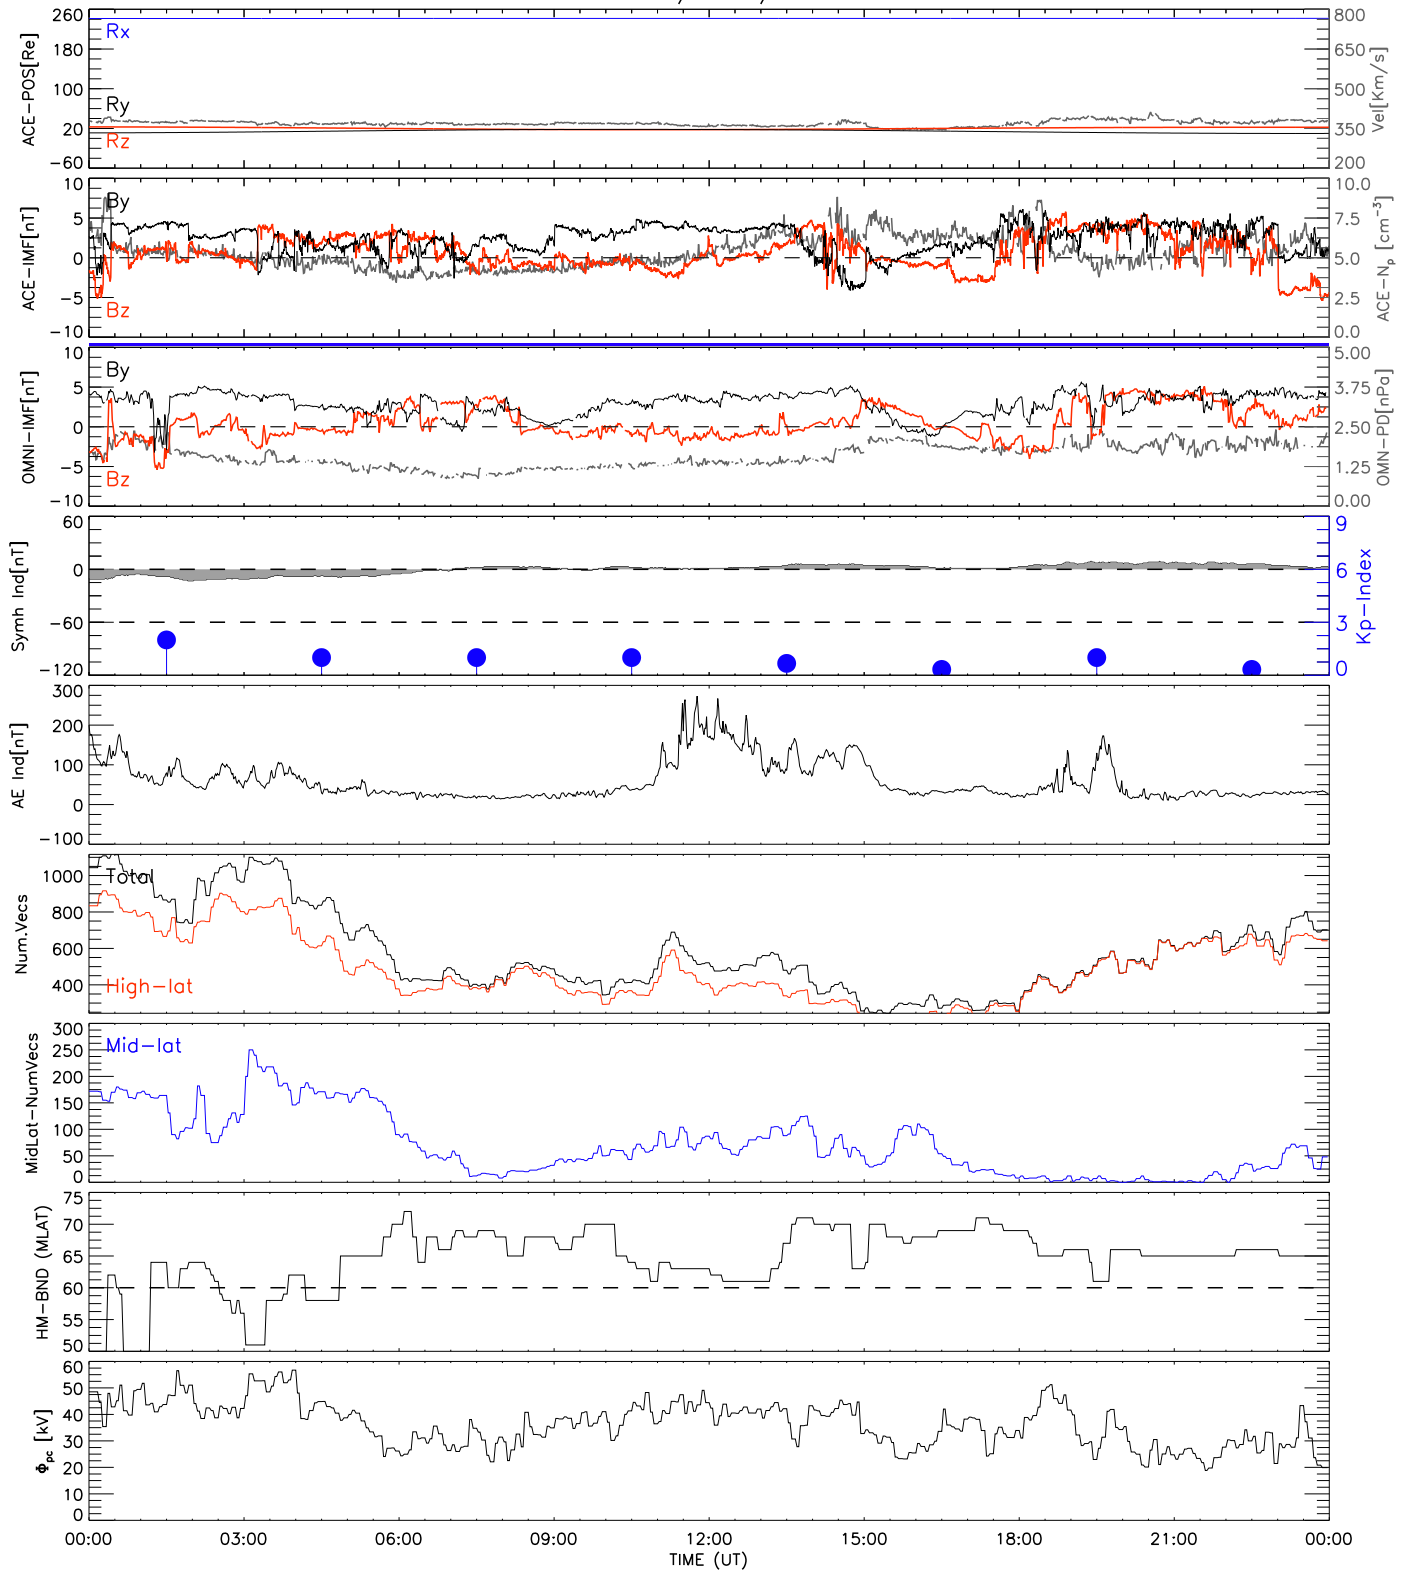 260
180
100
20
−60
ACE−POS[Re]
Rx
Ry
Rz
800
650
500
350
200
Vel[Km/s]
10
5
0
−5
−10
ACE−IMF[nT]
By
Bz
10.0
7.5
5.0
2.5
0.0
ACE−Np [cm⁻³]
10
5
0
−5
−10
OMNI−IMF[nT]
By
Bz
5.00
3.75
2.50
1.25
0.00
OMN−PD[nPa]
60
0
−60
−120
Symh Ind[nT]
9
6
3
0
Kp−Index
300
200
100
0
−100
AE Ind[nT]
1000
800
600
400
Num.Vecs
Total
High−lat
300
250
200
150
100
50
0
MidLat−NumVecs
Mid−lat
75
70
65
60
55
50
HM−BND (MLAT)
60
50
40
30
20
10
0
Φpc [kV]
00:00 03:00 06:00 09:00 12:00 15:00 18:00 21:00 00:00
TIME (UT)